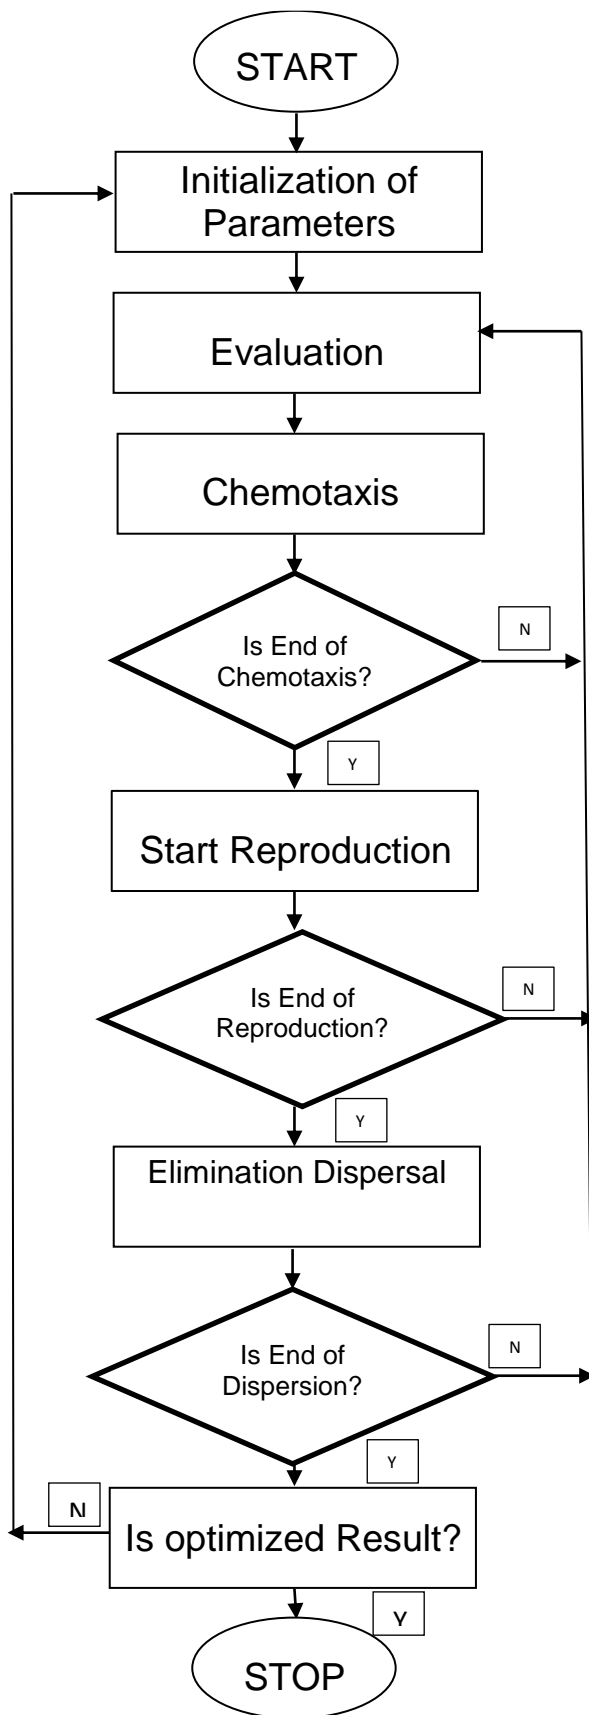 START
Initialization of
Parameters
Evaluation
Chemotaxis
Is End of
Chemotaxis?
N
Y
Start Reproduction
Is End of
Reproduction?
N
Y
Elimination Dispersal
Is End of
Dispersion?
N
Y
N
Is optimized Result?
Y
STOP